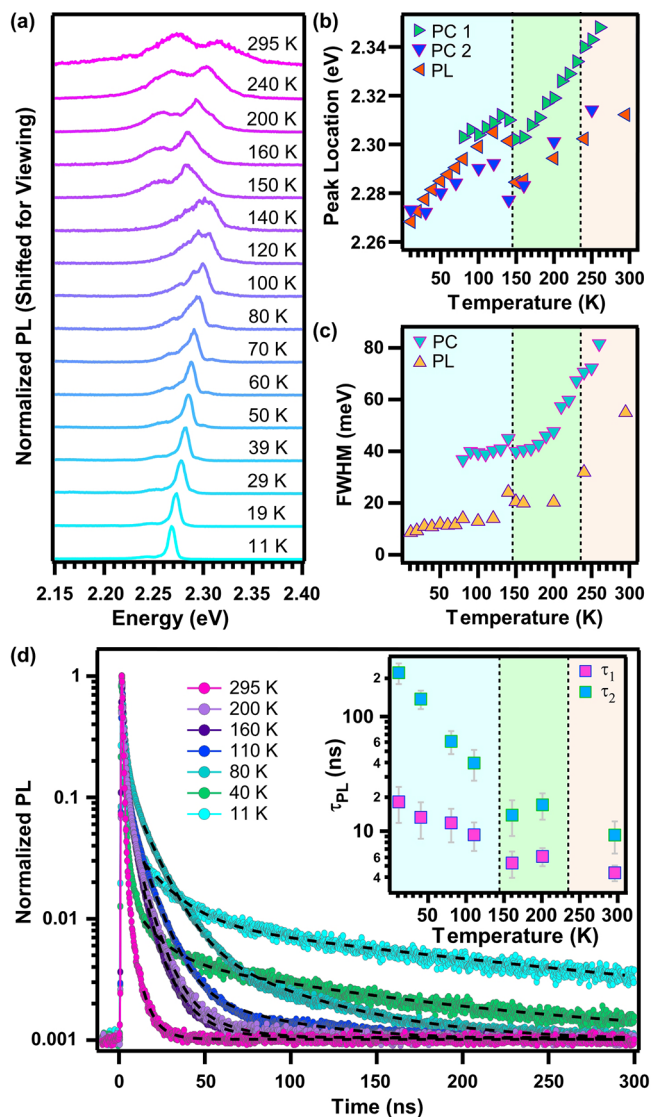 (a)
Normalized PL (Shifted for Viewing)
295 K
240 K
200 K
160 K
150 K
140 K
120 K
100 K
80 K
70 K
60 K
50 K
39 K
29 K
19 K
11 K
2.15 2.20 2.25 2.30 2.35 2.40
Energy (eV)
(b)
Peak Location (eV)
2.34
2.32
2.30
2.28
2.26
PC 1
PC 2
PL
50 100 150 200 250 300
Temperature (K)
(c)
FWHM (meV)
80
60
40
20
0
PC
PL
50 100 150 200 250 300
Temperature (K)
(d)
Normalized PL
1
0.1
0.01
0.001
295 K
200 K
160 K
110 K
80 K
40 K
11 K
0 50 100 150 200 250 300
Time (ns)
τPL (ns)
2
100
6
4
2
10
6
4
τ1
τ2
50 100 150 200 250 300
Temperature (K)